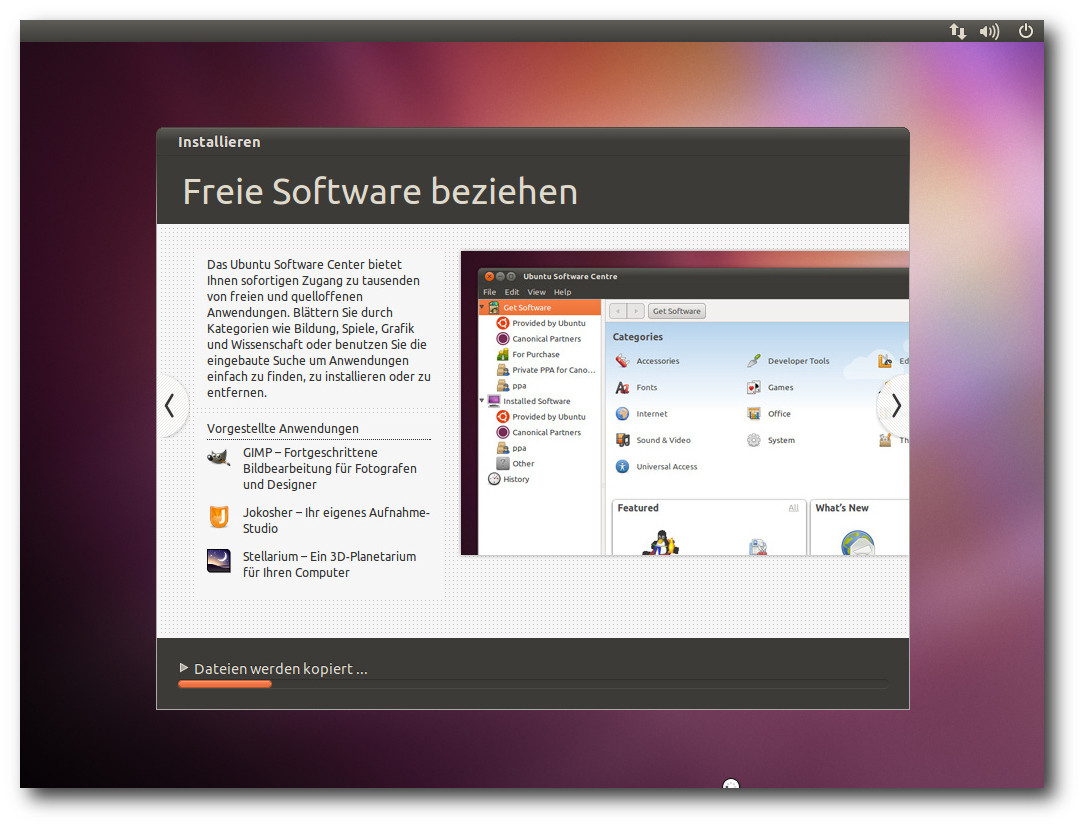 Installieren
Freie Software beziehen
Das Ubuntu Software Center bietet
Ihnen sofortigen Zugang zu tausenden
von freien und quelloffenen
Anwendungen. Blättern Sie durch
Kategorien wie Bildung, Spiele, Grafik
und Wissenschaft oder benutzen Sie die
eingebaute Suche um Anwendungen
einfach zu finden, zu installieren oder zu
entfernen.
Vorgestellte Anwendungen
GIMP – Fortgeschrittene
Bildbearbeitung für Fotografen
und Designer
Jokosher – Ihr eigenes Aufnahme-
Studio
Stellarium – Ein 3D-Planetarium
für Ihren Computer
Ubuntu Software Centre
File Edit View Help
Get Software
Provided by Ubuntu
Canonical Partners
For Purchase
Private PPA for Cano...
ppa
Installed Software
Provided by Ubuntu
Canonical Partners
ppa
Other
History
Get Software
Categories
Accessories Developer Tools Ed
Fonts Games
Internet Office
Sound & Video System Th
Universal Access
Featured All What's New
Dateien werden kopiert ...